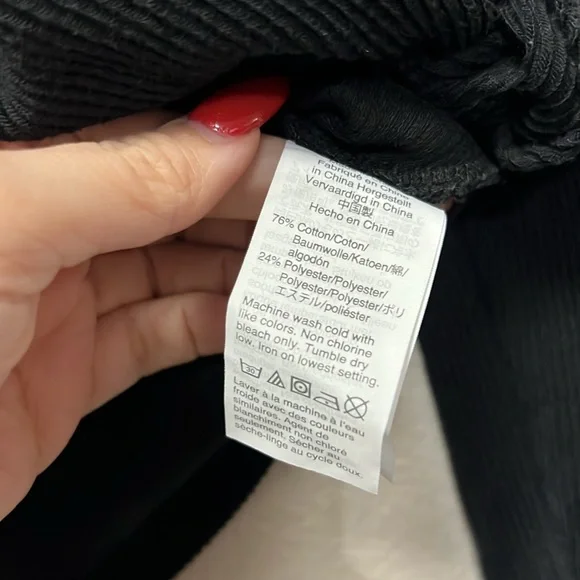 Fabriqué en China
in China Hergestellt
Vervaardigd in China
中国製
Hecho en China
76% Cotton/Coton/
Baumwolle/Katoen/綿/
algodón
24% Polyester/Polyester/
Polyester/Polyester/ポリ
エステル/poliéster
Machine wash cold with
like colors. Non chlorine
bleach only. Tumble dry
low. Iron on lowest setting.
30
Laver à la machine à l'eau
froide avec des couleurs
similaires. Agent de
blanchiment non chloré
seulement. Sécher au
sèche-linge au cycle doux.